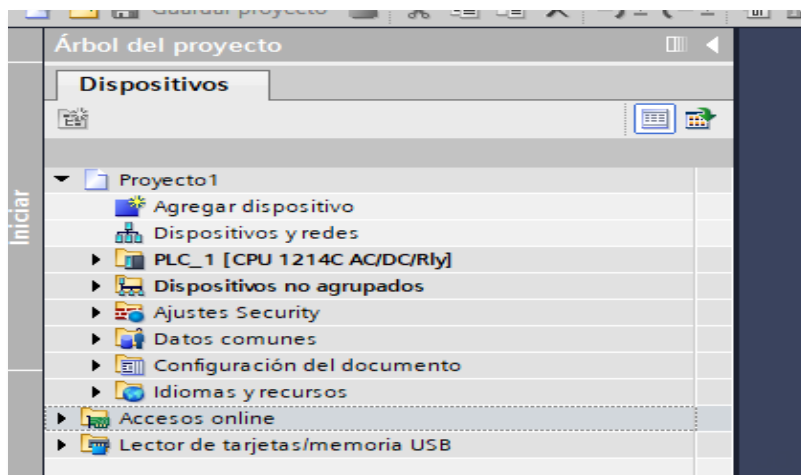 Guardar proyecto
Árbol del proyecto
Dispositivos
Iniciar
Proyecto1
Agregar dispositivo
Dispositivos y redes
PLC_1 [CPU 1214C AC/DC/Rly]
Dispositivos no agrupados
Ajustes Security
Datos comunes
Configuración del documento
Idiomas y recursos
Accesos online
Lector de tarjetas/memoria USB